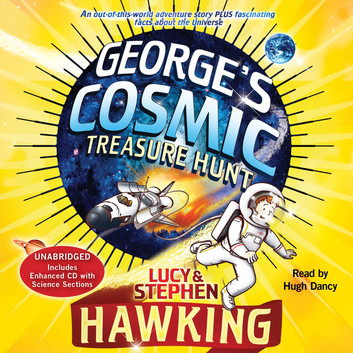 An out-of-this-world adventure story PLUS fascinating
facts about the Universe
GEORGE'S
COSMIC
TREASURE HUNT
UNABRIDGED
Includes
Enhanced CD with
Science Sections
Read by
Hugh Dancy
LUCY &
STEPHEN
HAWKING